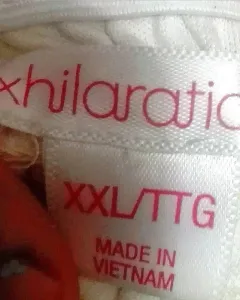 xhilaratio
XXL/TTG
MADE IN
VIETNAM